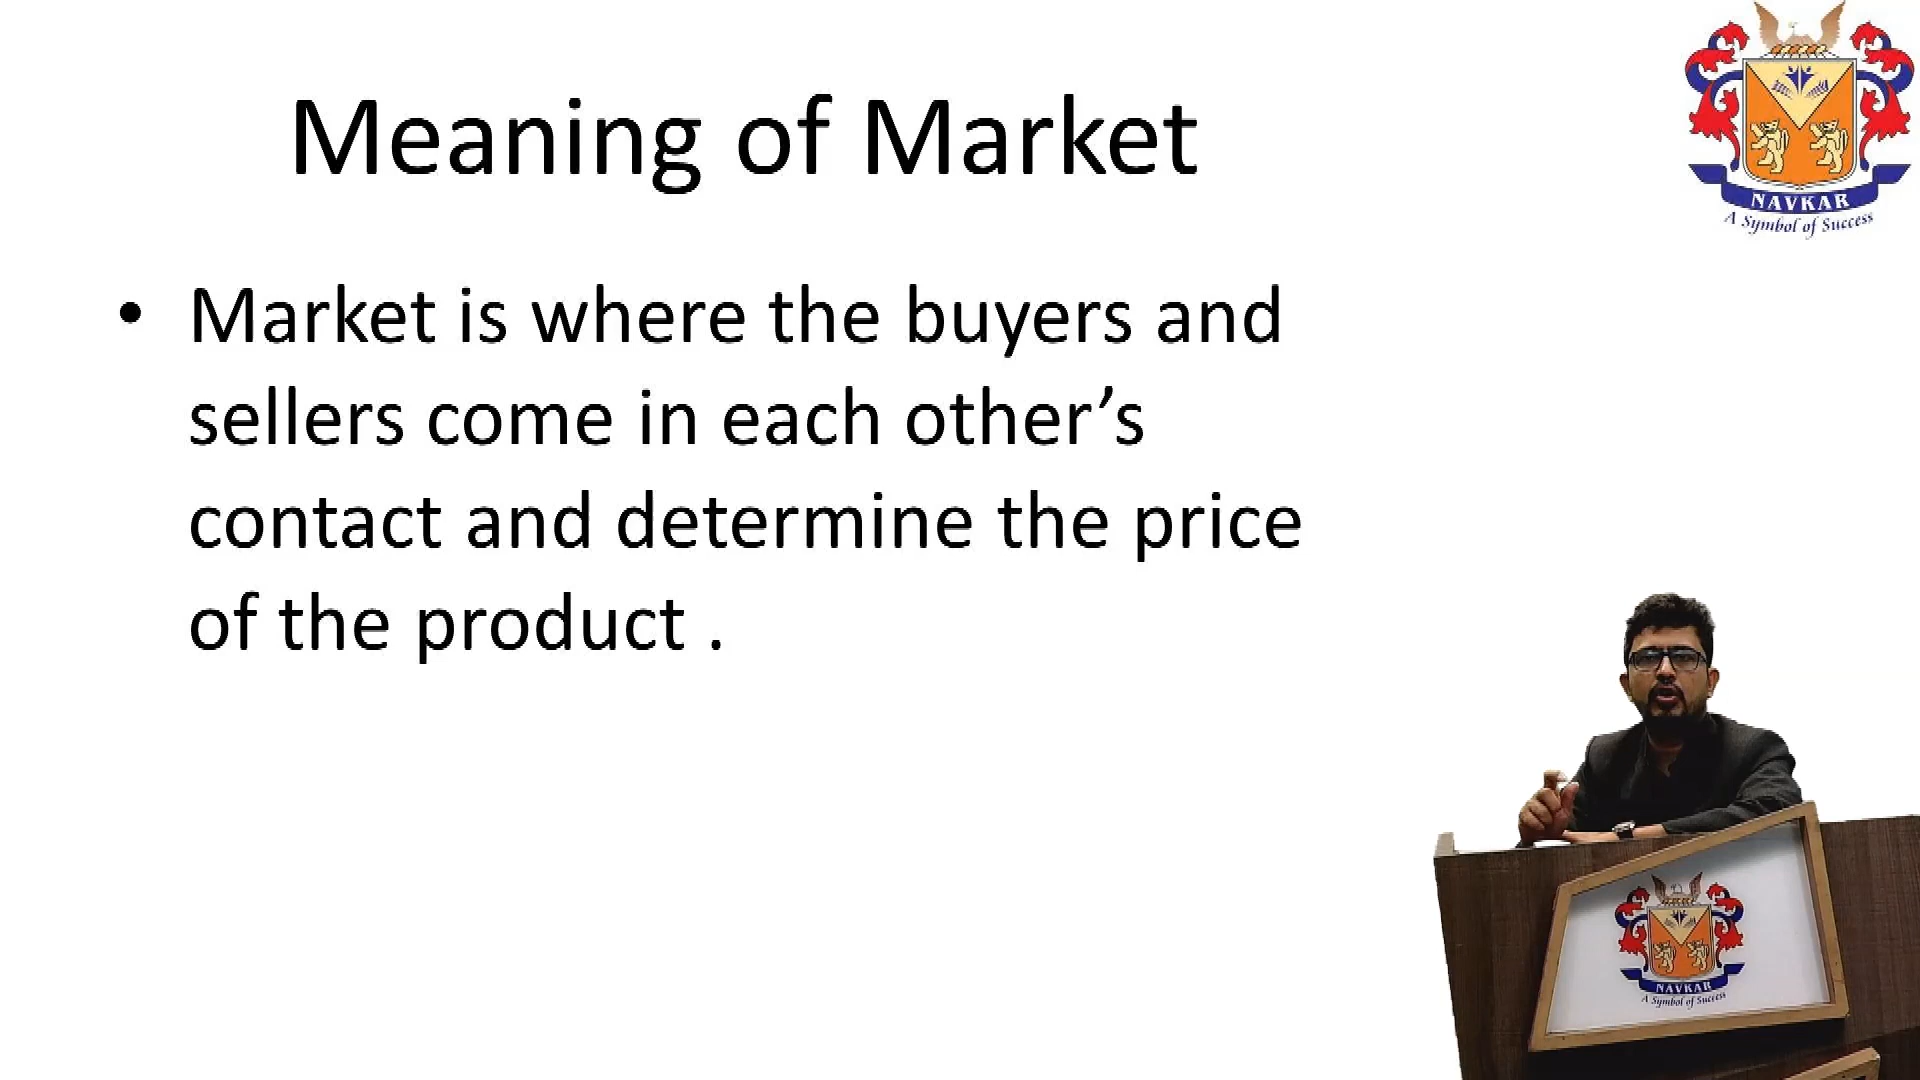 Meaning of Market
NAVKAR
A Symbol of Success
• Market is where the buyers and
sellers come in each other’s
contact and determine the price
of the product .
NAVKAR
A Symbol of Success